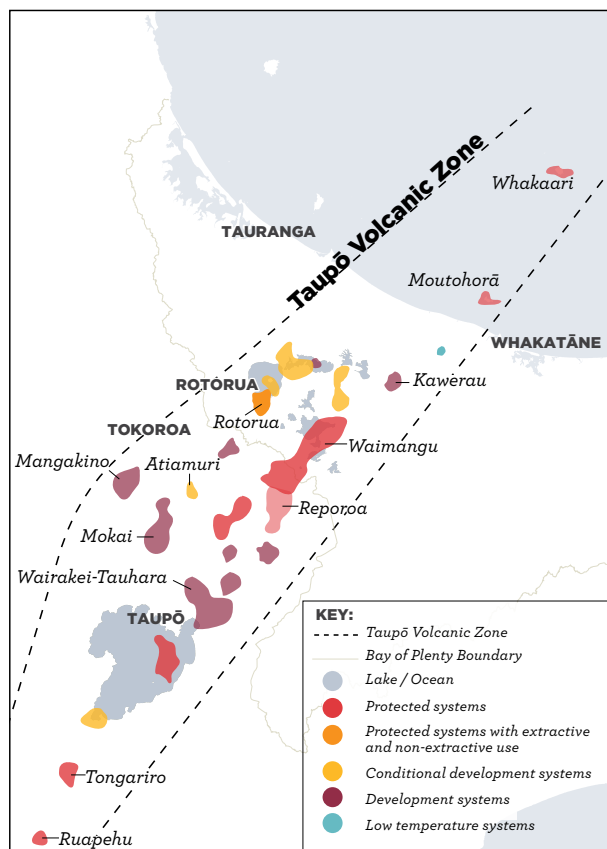 Whakaari
Taupō Volcanic Zone
TAURANGA
Moutohorā
WHAKATĀNE
ROTORUA
Kawerau
Rotorua
TOKOROA
Waimangu
Mangakino
Atiamuri
Reporoa
Mokai
Wairakei-Tauhara
TAUPŌ
Tongariro
Ruapehu
KEY:
Taupō Volcanic Zone
Bay of Plenty Boundary
Lake / Ocean
Protected systems
Protected systems with extractive
and non-extractive use
Conditional development systems
Development systems
Low temperature systems